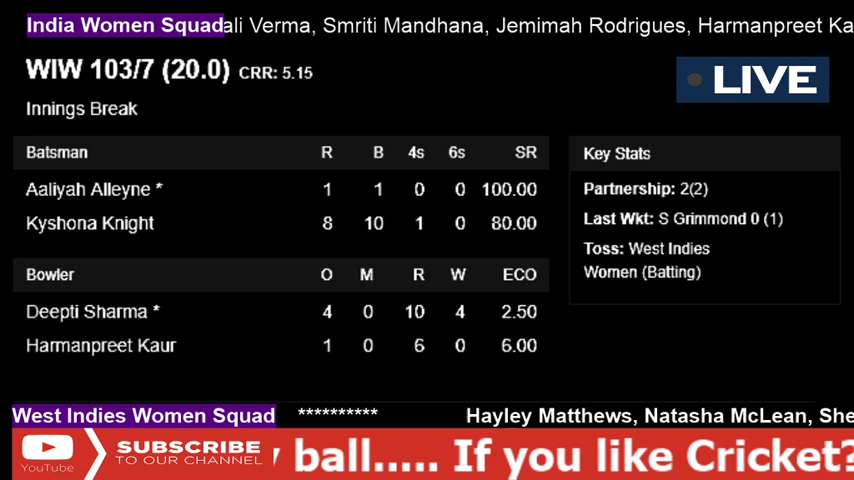 India Women Squad ali Verma, Smriti Mandhana, Jemimah Rodrigues, Harmanpreet Ka
WIW 103/7 (20.0) CRR: 5.15
LIVE
Innings Break
Batsman R B 4s 6s SR
Aaliyah Alleyne * 1 1 0 0 100.00
Kyshona Knight 8 10 1 0 80.00
Bowler O M R W ECO
Deepti Sharma * 4 0 10 4 2.50
Harmanpreet Kaur 1 0 6 0 6.00
Key Stats
Partnership: 2(2)
Last Wkt: S Grimmond 0 (1)
Toss: West Indies
Women (Batting)
West Indies Women Squad ********** Hayley Matthews, Natasha McLean, She
YouTube SUBSCRIBE
TO OUR CHANNEL
y ball..... If you like Cricket?